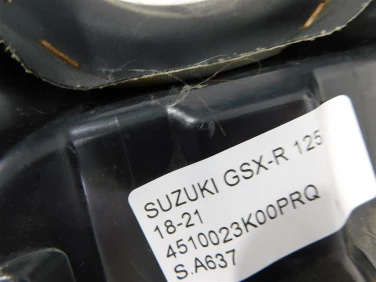 SUZUKI GSX-R 125
18-21
4510023K00PRQ
S.A637